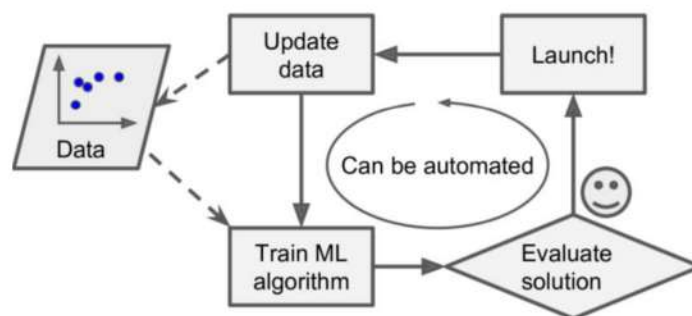 Update
data
Launch!
Data
Can be automated
Train ML
algorithm
Evaluate
solution